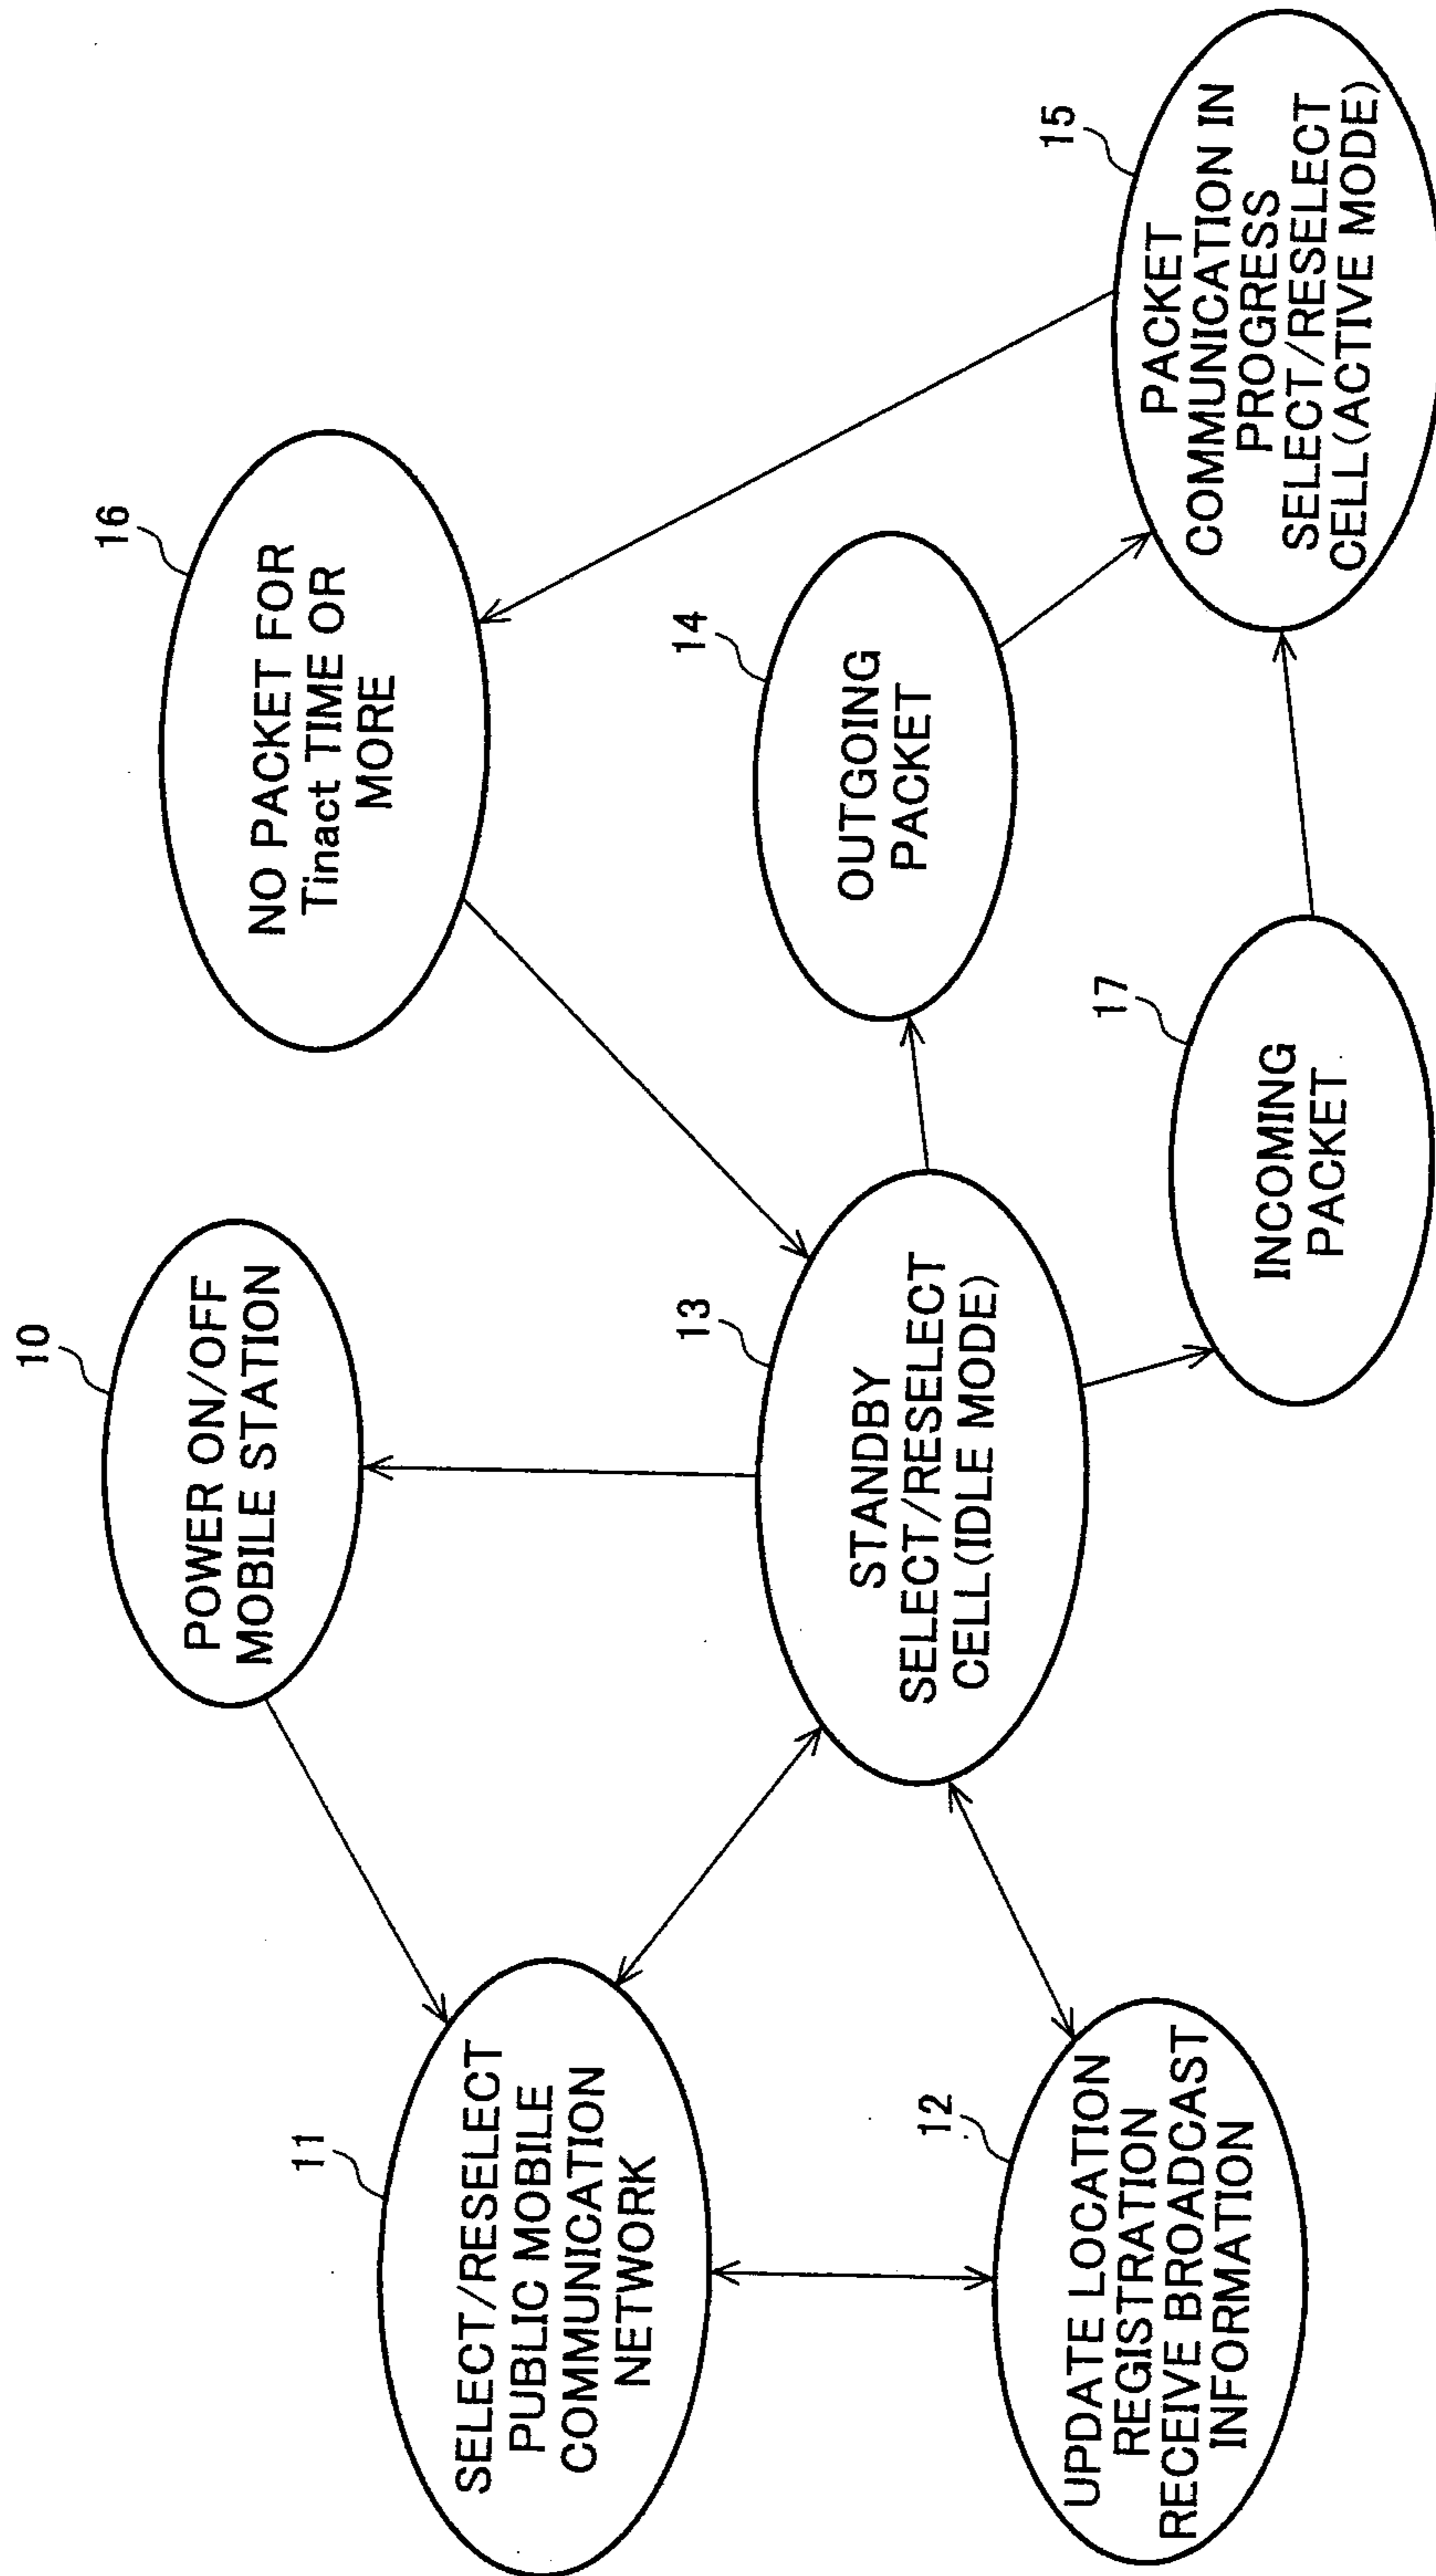 10
POWER ON/OFF
MOBILE STATION
11
SELECT/RESELECT
PUBLIC MOBILE
COMMUNICATION
NETWORK
16
NO PACKET FOR
Tinact TIME OR
MORE
13
STANDBY
SELECT/RESELECT
CELL(IDLE MODE)
14
OUTGOING
PACKET
12
UPDATE LOCATION
REGISTRATION
RECEIVE BROADCAST
INFORMATION
17
INCOMING
PACKET
15
PACKET
COMMUNICATION IN
PROGRESS
SELECT/RESELECT
CELL(ACTIVE MODE)